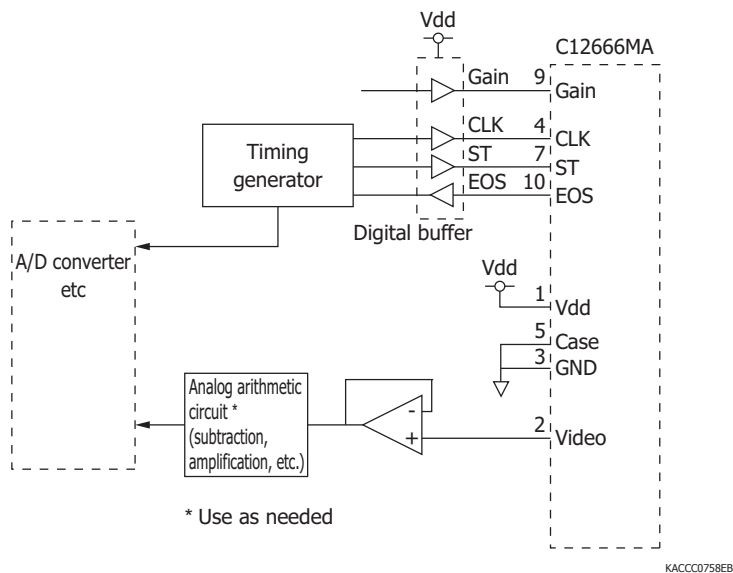 Vdd
C12666MA
Gain 9
Gain
CLK 4
CLK
Timing
generator
ST 7
ST
EOS 10
EOS
Digital buffer
A/D converter
etc
Vdd
1
Vdd
5
Case
3
GND
Analog arithmetic
circuit *
(subtraction,
amplification, etc.)
-
+
2
Video
* Use as needed
KACCC0758EB